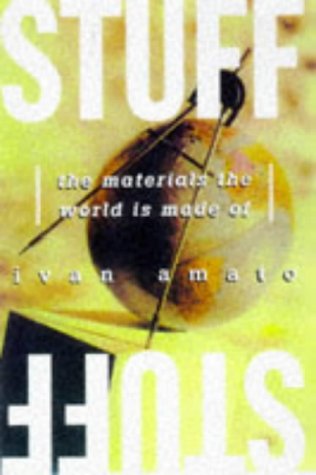 STUFF
the materials the
world is made of
ivan amato
STUFF